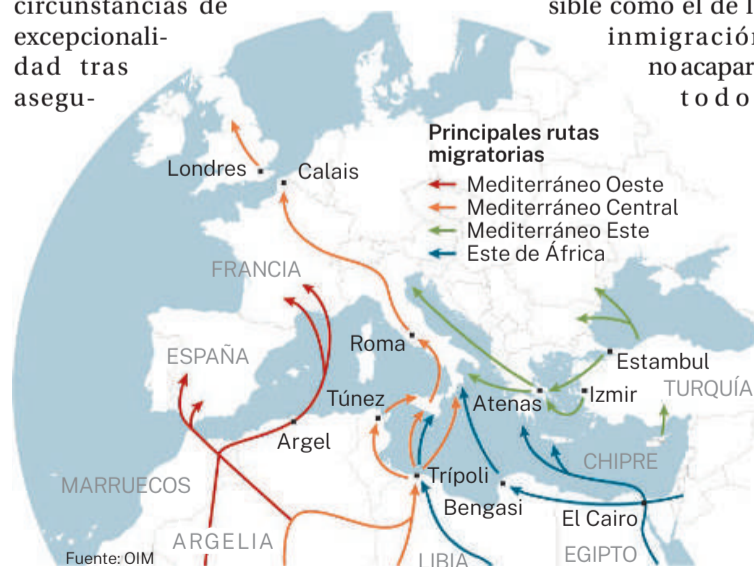 circunstancias de
excepcionali-
dad tras
asegu-
sible como el de l
inmigración
no acapar
todo
Principales rutas
migratorias
Mediterráneo Oeste
Mediterráneo Central
Mediterráneo Este
Este de África
Londres
Calais
FRANCIA
ESPAÑA
Roma
Estambul
TURQUÍA
Túnez
Atenas
Izmir
Argel
MARRUECOS
Trípoli
CHIPRE
Bengasi
El Cairo
ARGELIA
LIBIA
EGIPTO
Fuente: OIM